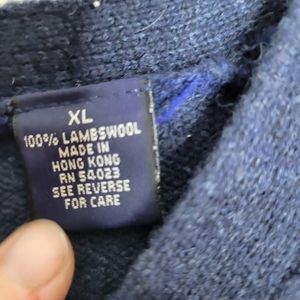 XL
100% LAMBSWOOL
MADE IN
HONG KONG
RN 54023
SEE REVERSE
FOR CARE